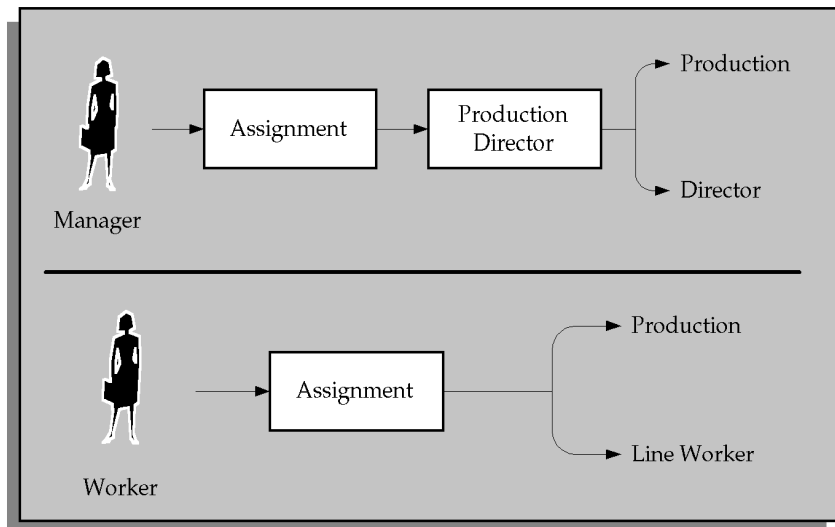 Manager
Assignment
Production
Director
Production
Director
Worker
Assignment
Production
Line Worker